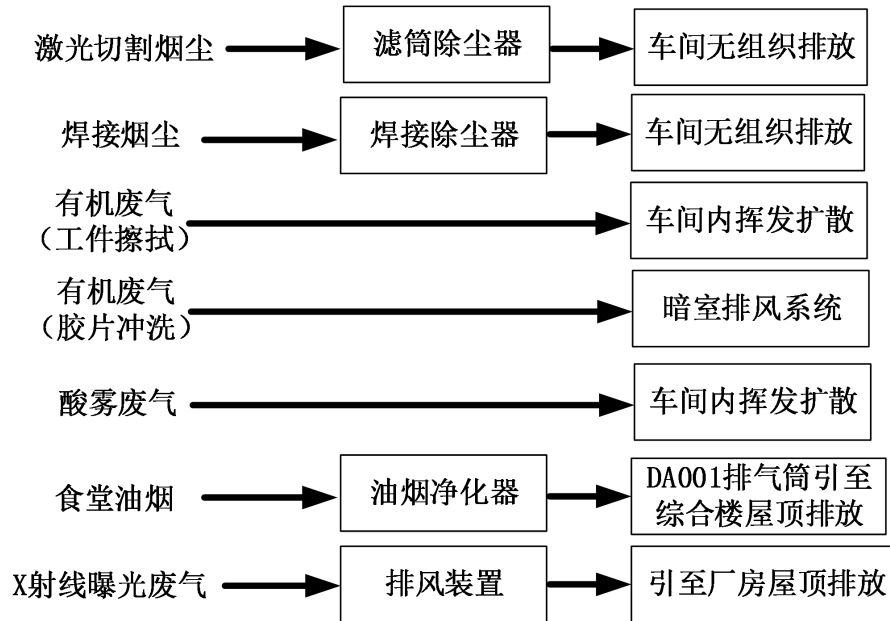 激光切割烟尘
滤筒除尘器
车间无组织排放
焊接烟尘
焊接除尘器
车间无组织排放
有机废气
（工件擦拭）
车间内挥发扩散
有机废气
（胶片冲洗）
暗室排风系统
酸雾废气
车间内挥发扩散
食堂油烟
油烟净化器
DA001排气筒引至
综合楼屋顶排放
X射线曝光废气
排风装置
引至厂房屋顶排放